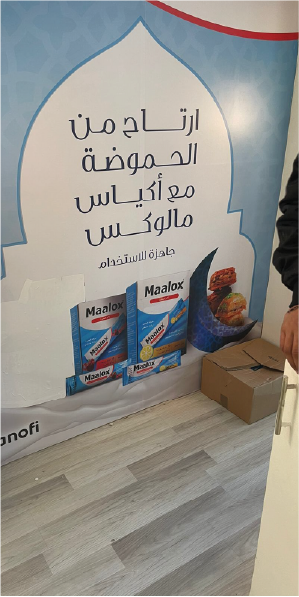 ارتاح من
الحموضة
مع أكياس
مالوكس
جاهزة للاستخدام
Maalox
Maalox
Maalox
Maalox
anofi